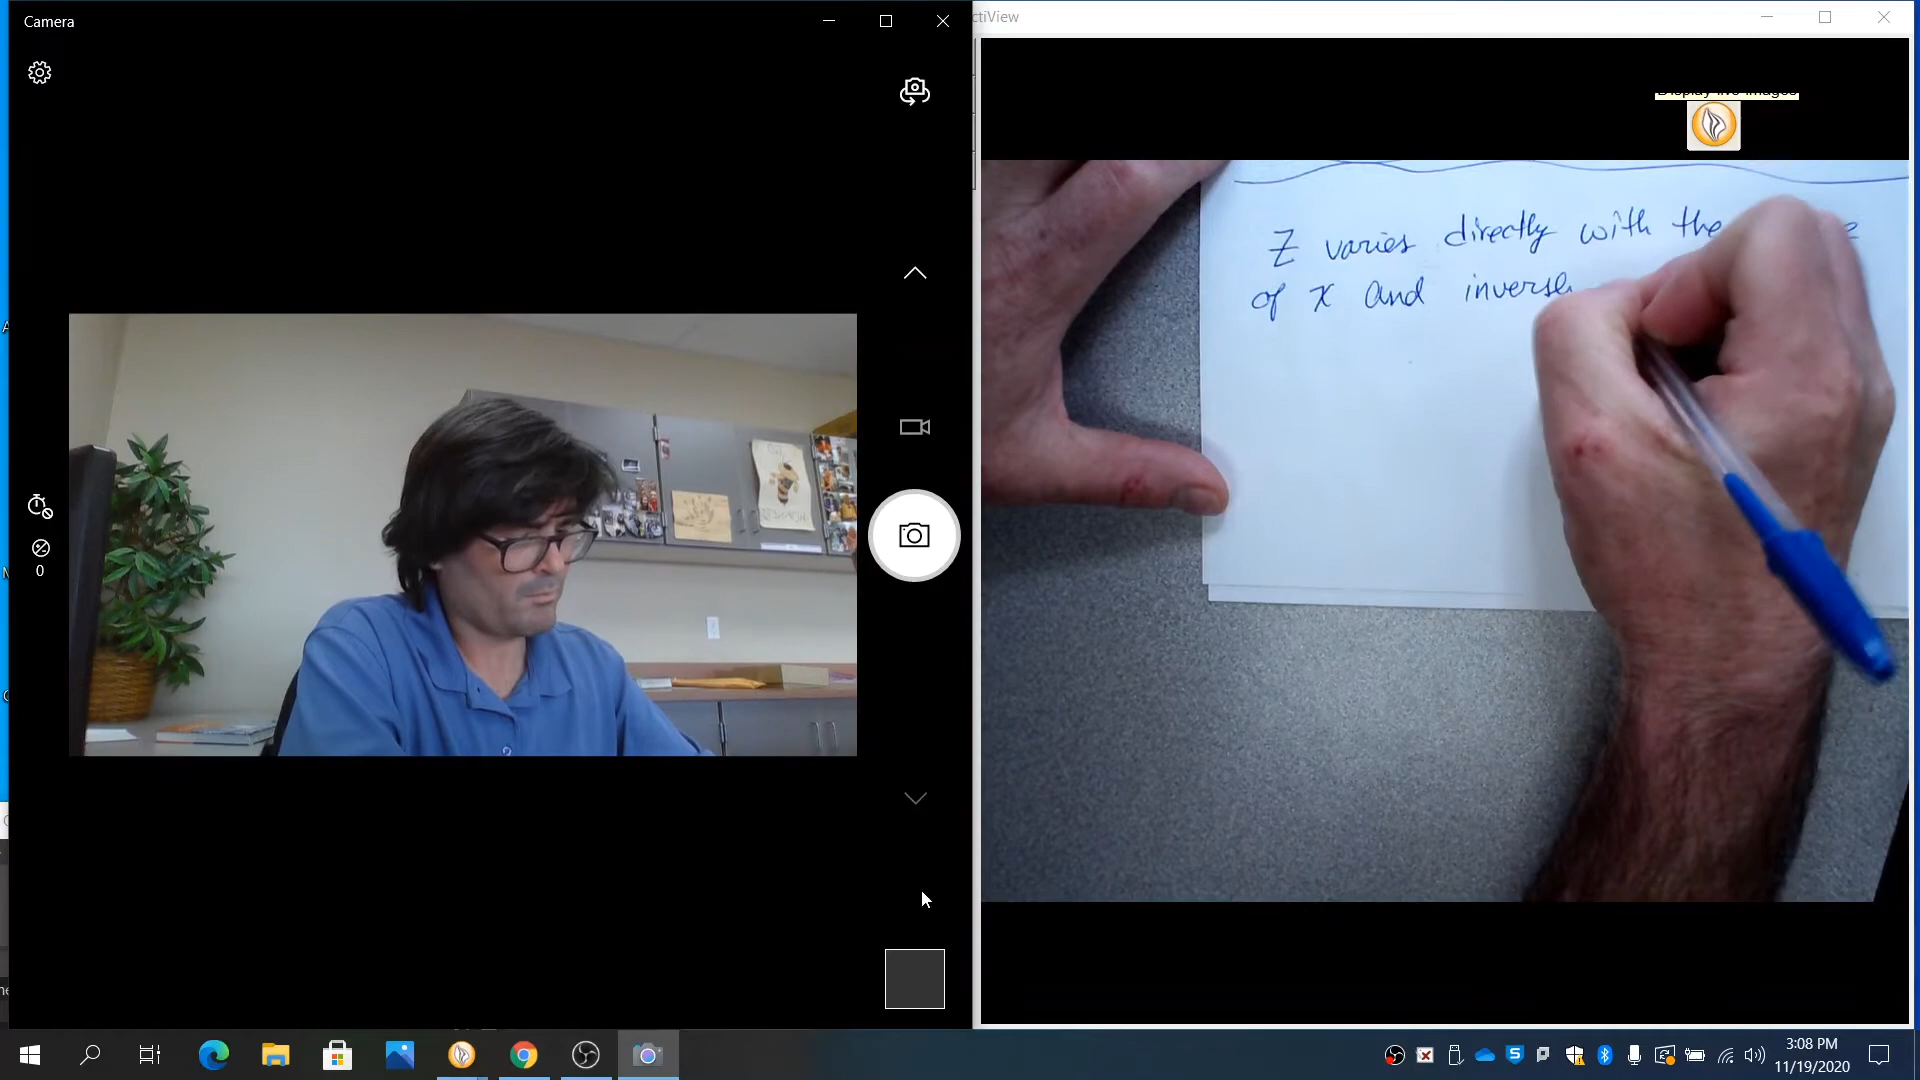 Camera
ctiView
Z varies directly with the
of x and inverse
0
3:08 PM
11/19/2020